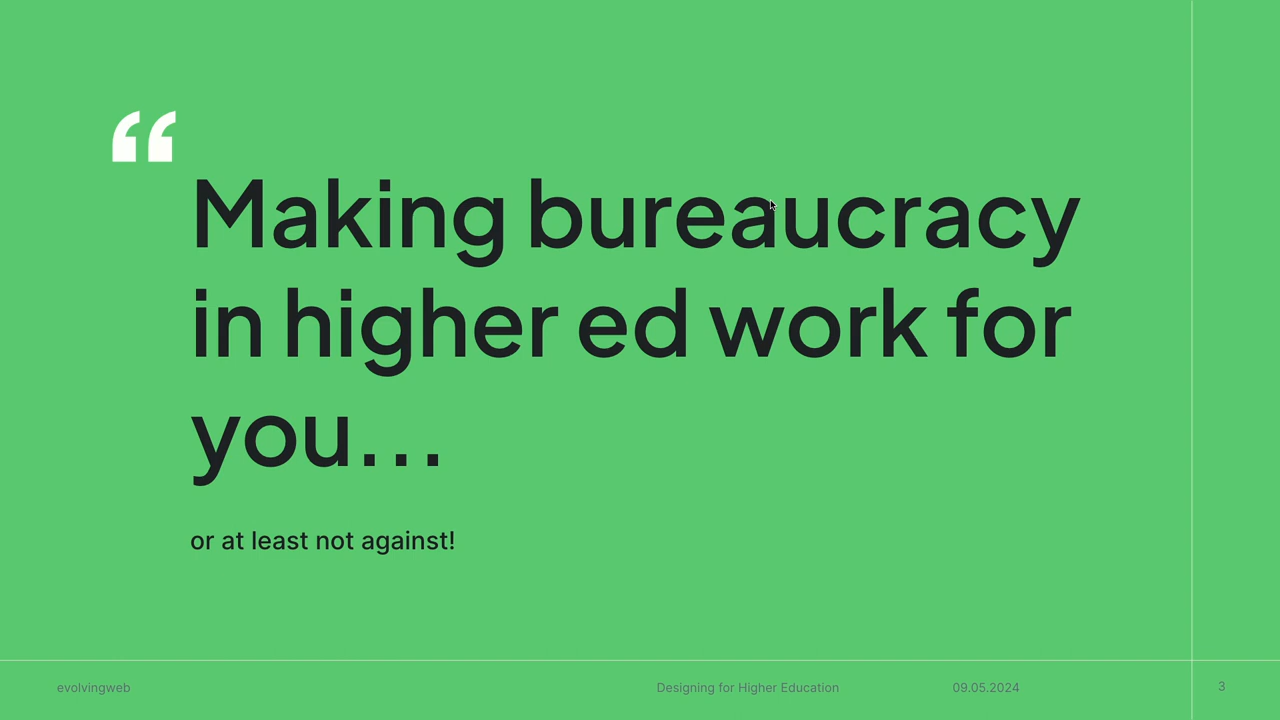 “
Making bureaucracy
in higher ed work for
you...
or at least not against!
evolvingweb
Designing for Higher Education
09.05.2024
3